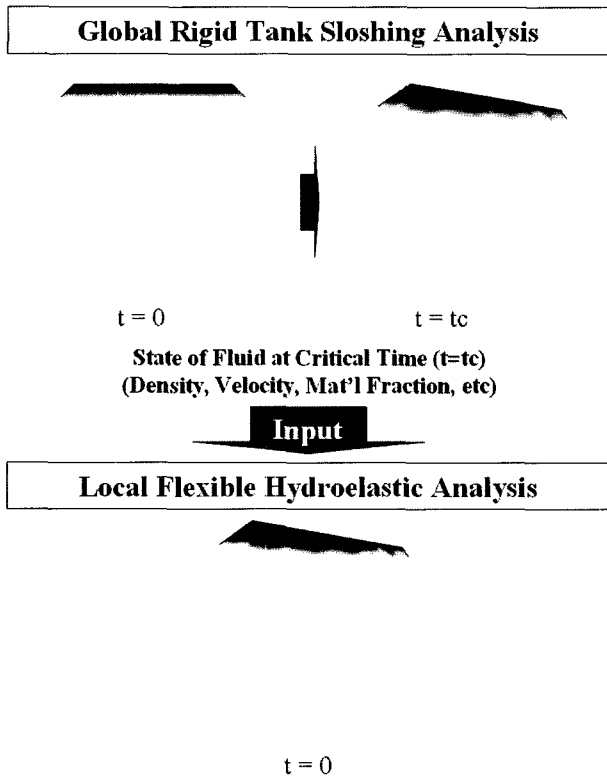 Global Rigid Tank Sloshing Analysis
t = 0
t = tc
State of Fluid at Critical Time (t=tc)
(Density, Velocity, Mat'l Fraction, etc)
Input
Local Flexible Hydroelastic Analysis
t = 0